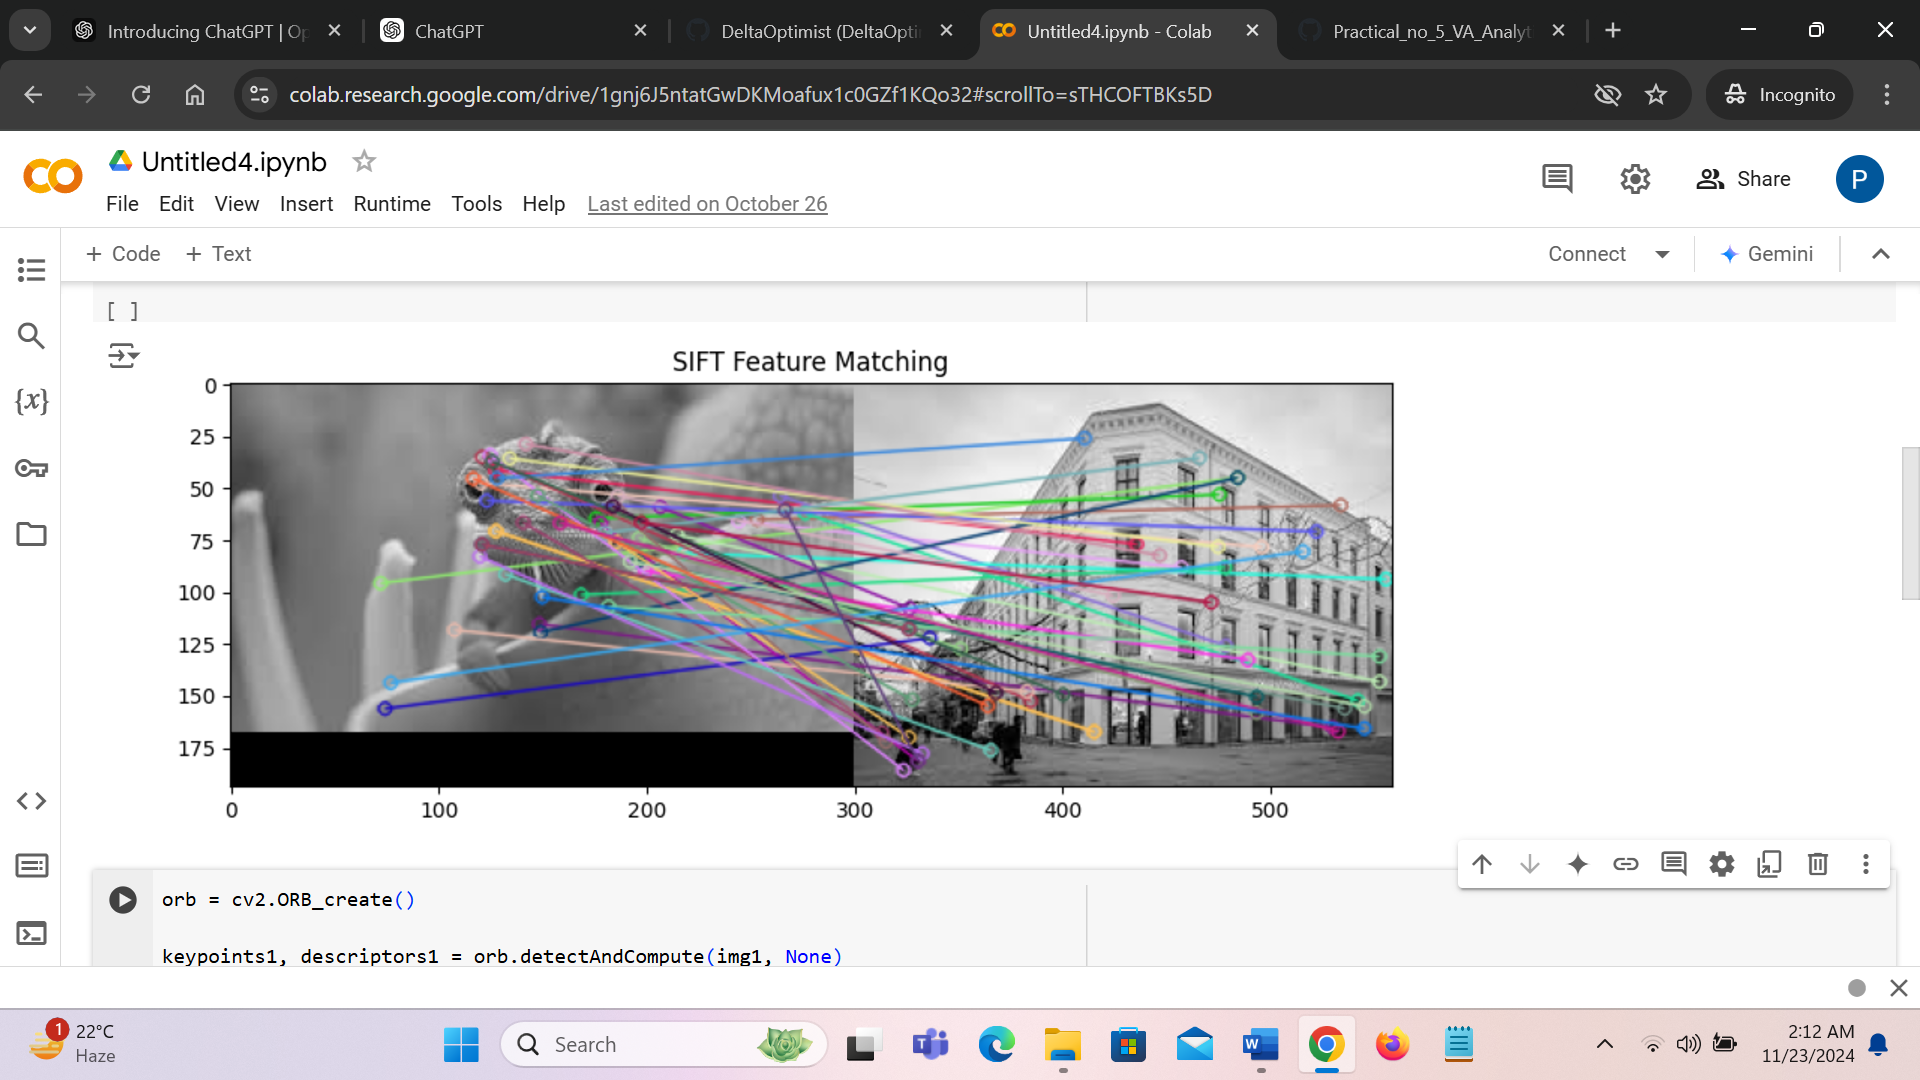 Introducing ChatGPT | Op
ChatGPT
DeltaOptimist (DeltaOpti
Untitled4.ipynb - Colab
Practical_no_5_VA_Analyt
colab.research.google.com/drive/1gnj6J5ntatGwDKMoafux1c0GZf1KQo32#scrollTo=sTHCOFTBKs5D
Incognito
Untitled4.ipynb
Share
P
File Edit View Insert Runtime Tools Help Last edited on October 26
+ Code + Text
Connect
Gemini
[ ]
{x}
SIFT Feature Matching
0
25
50
75
100
125
150
175
0 100 200 300 400 500
orb = cv2.ORB_create()
keypoints1, descriptors1 = orb.detectAndCompute(img1, None)
1
22°C
Haze
Search
2:12 AM
11/23/2024